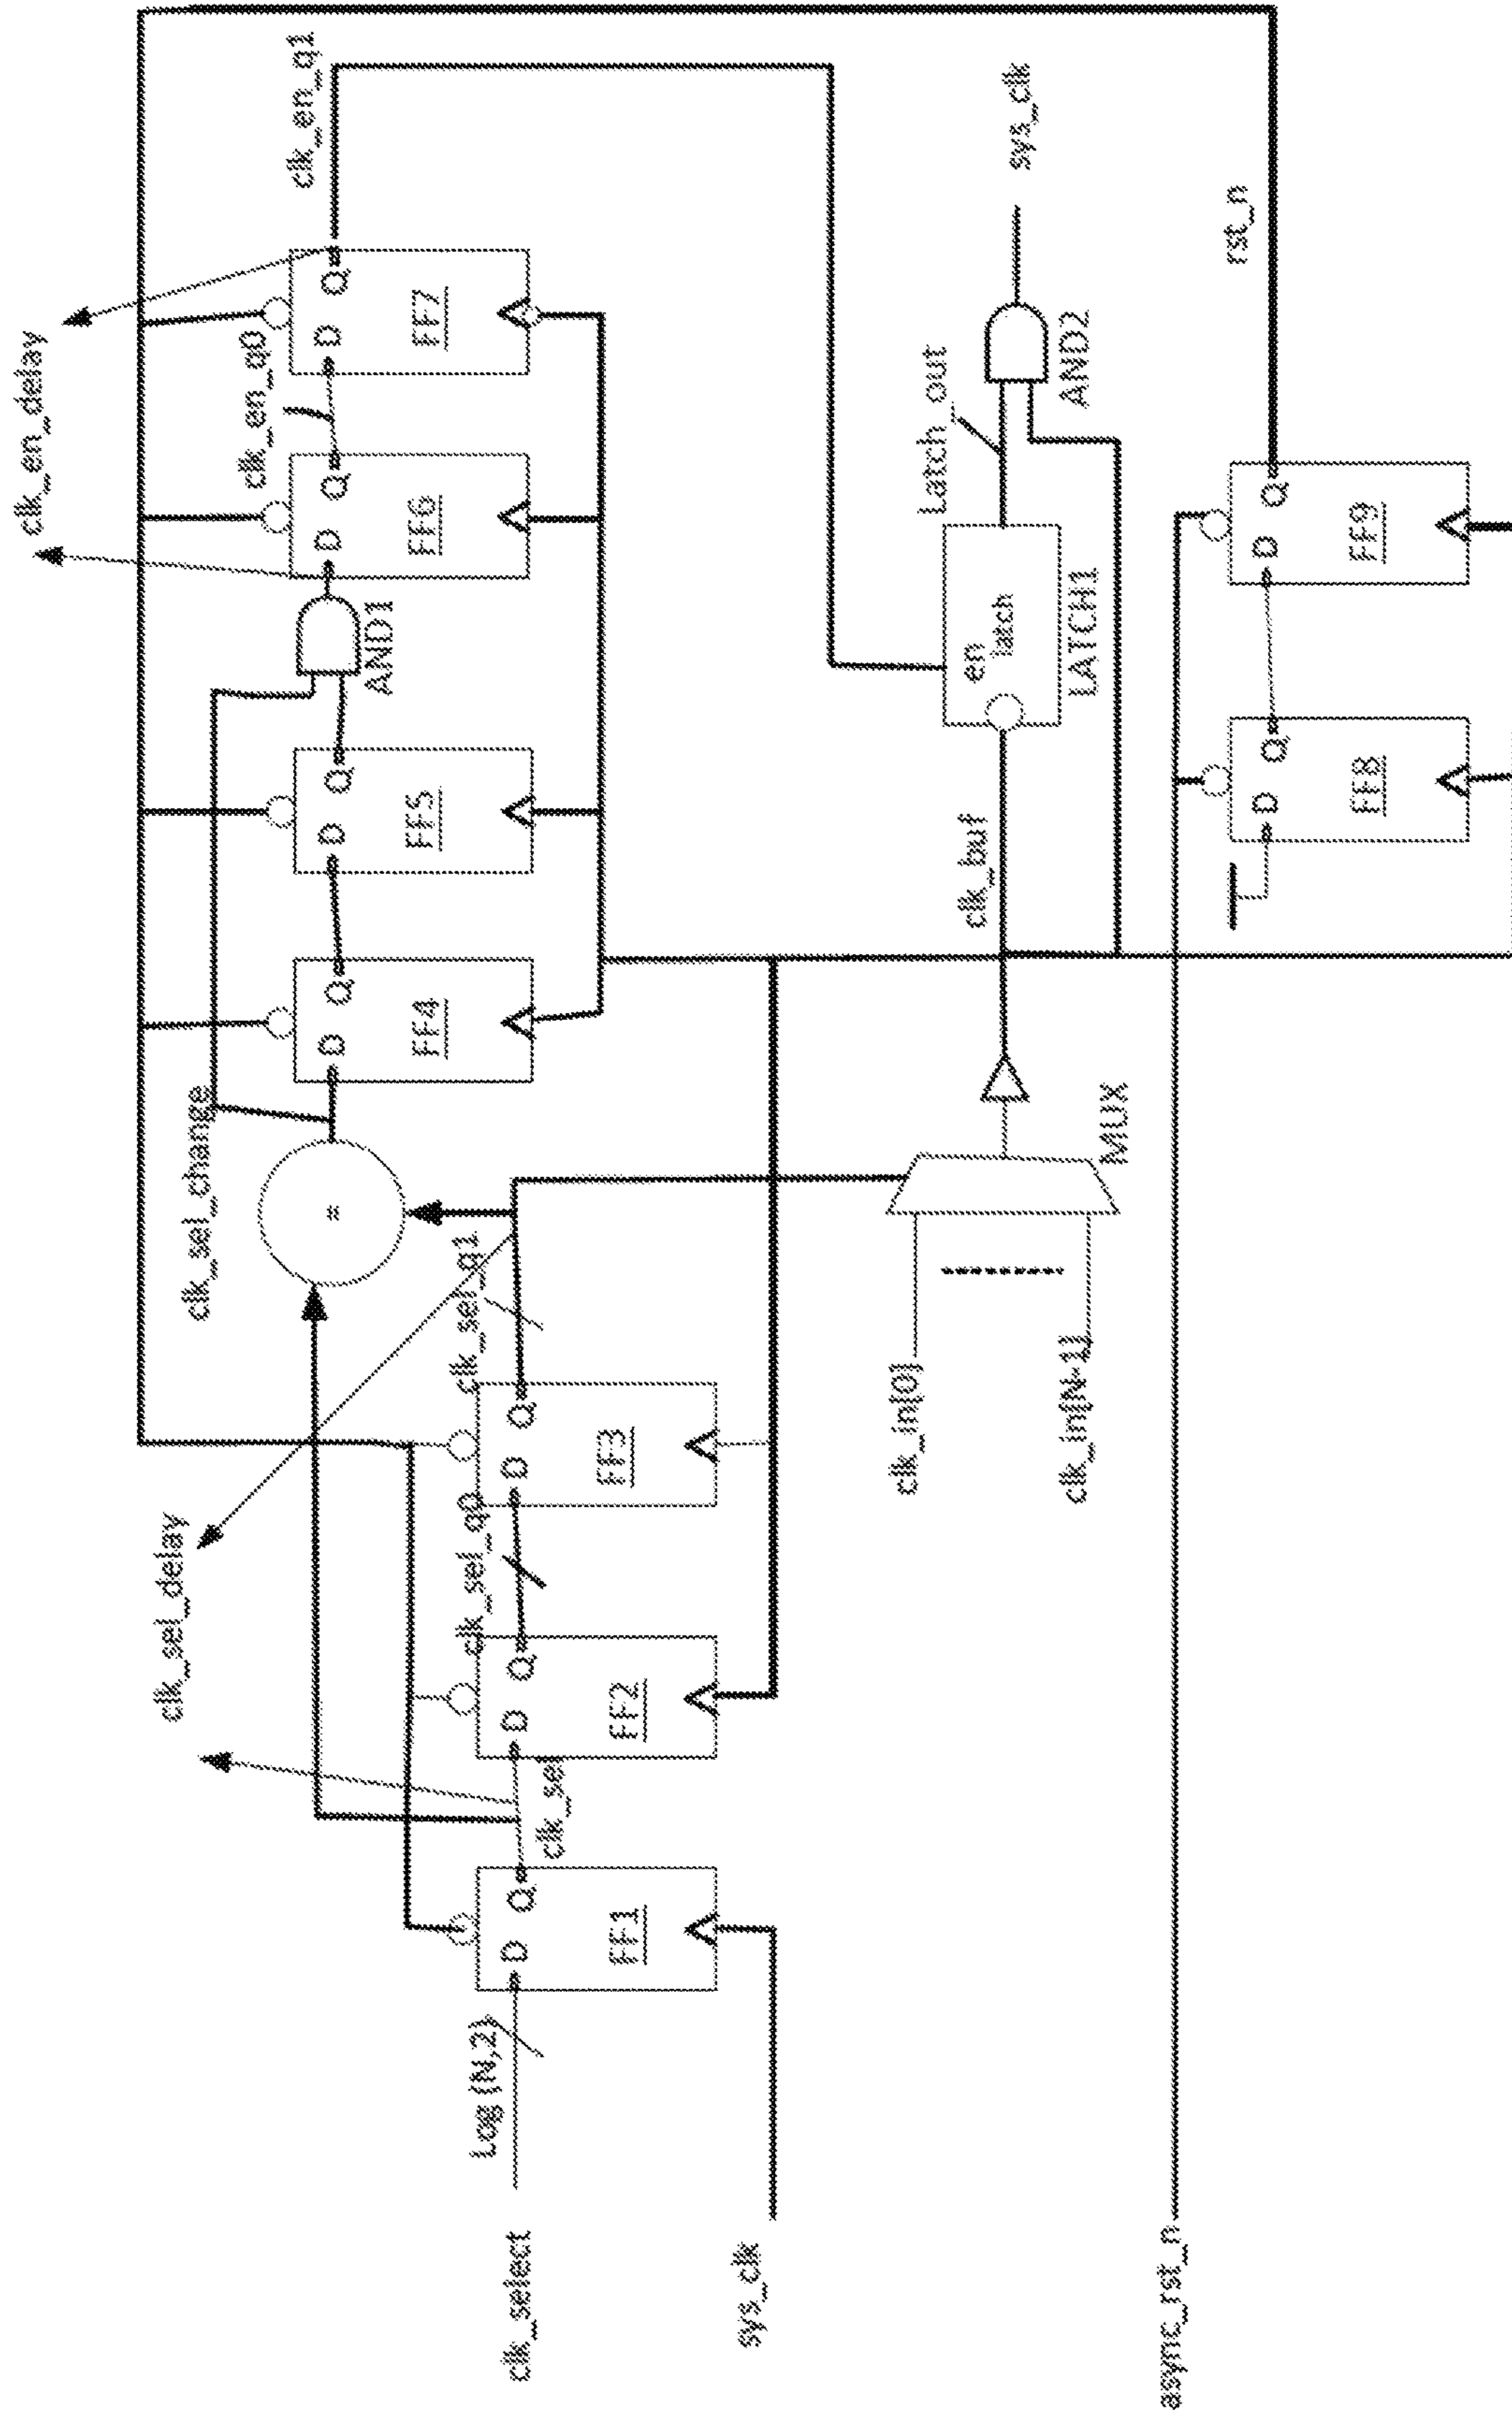 clk_en_delay
clk_sel_change
clk_sel_delay
clk_en_q0
clk_en_q1
D Q
FF4
D Q
FF5
AND1
D Q
FF6
D Q
FF7
=
Log (N,2)
clk_select
D Q
FF1
clk_sel
clk_sel_q0
D Q
FF2
clk_sel_q1
D Q
FF3
sys_clk
clk_in[0]
clk_in[N-1]
MUX
clk_buf
en
latch
LATCH1
Latch_out
AND2
sys_clk
async_rst_n
D Q
FF8
D Q
FF9
rst_n